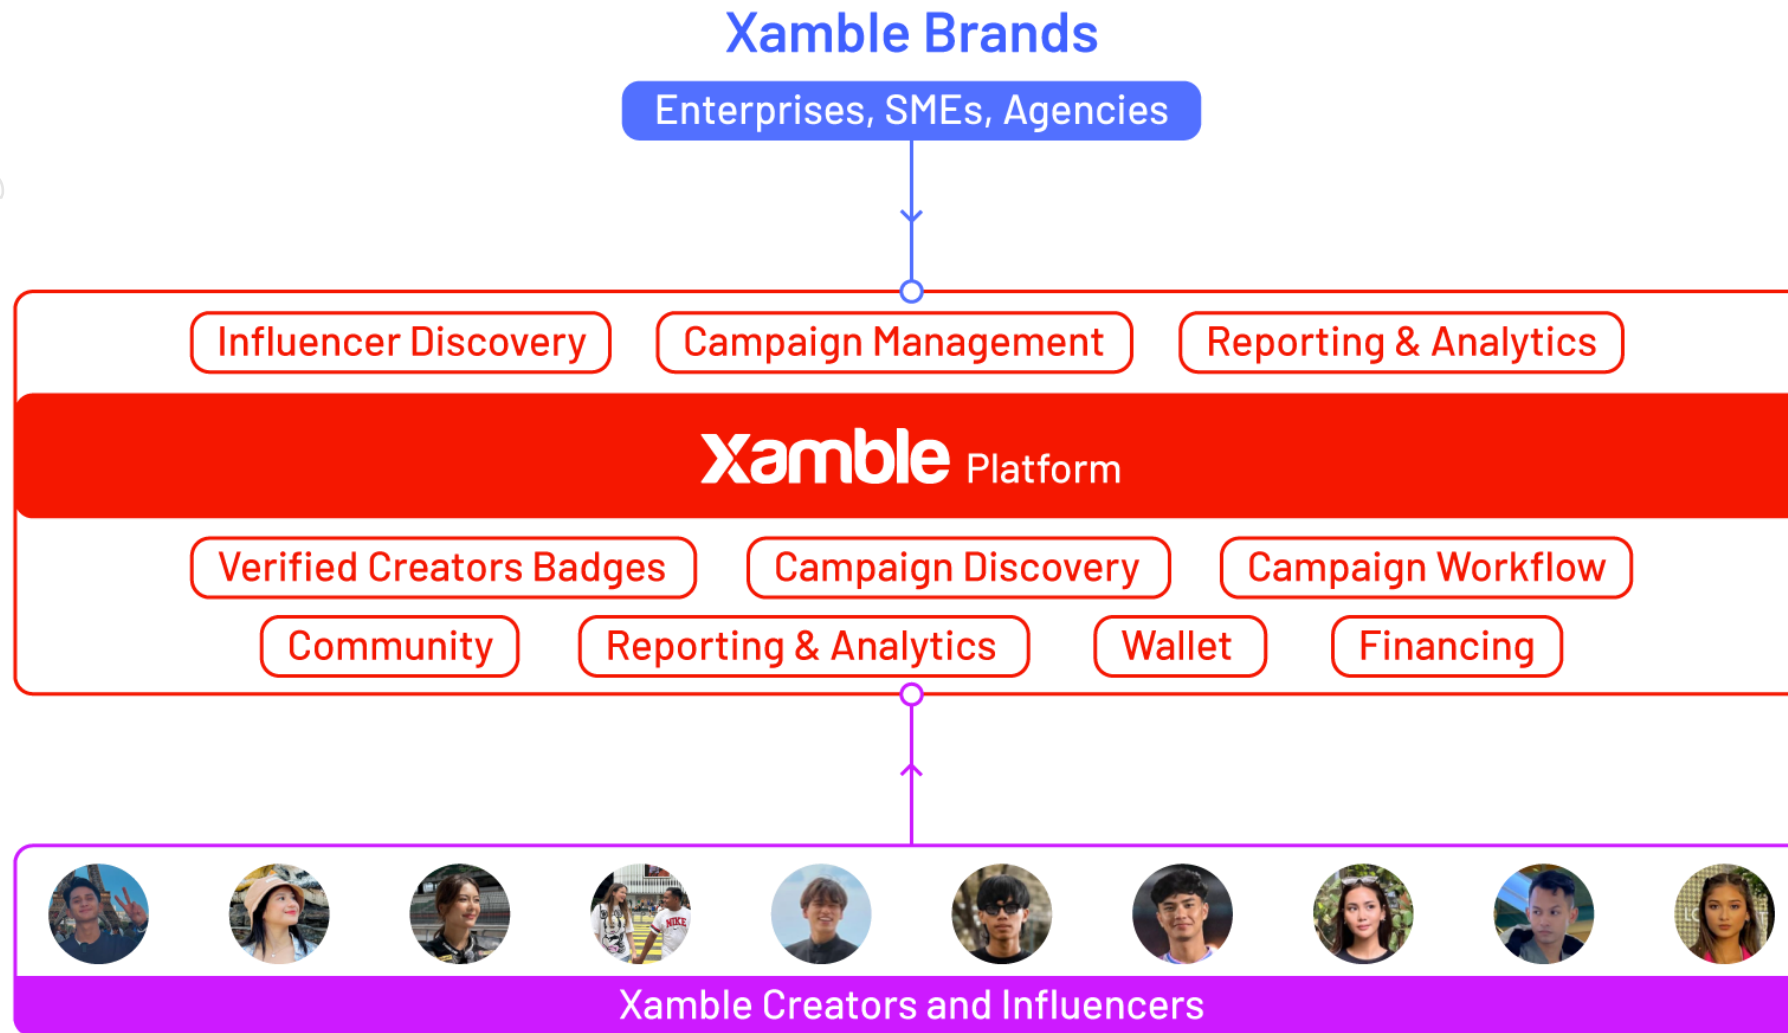 Xamble Brands
Enterprises, SMEs, Agencies
Influencer Discovery
Campaign Management
Reporting & Analytics
xamble Platform
Verified Creators Badges
Campaign Discovery
Campaign Workflow
Community
Reporting & Analytics
Wallet
Financing
NIKE
Xamble Creators and Influencers